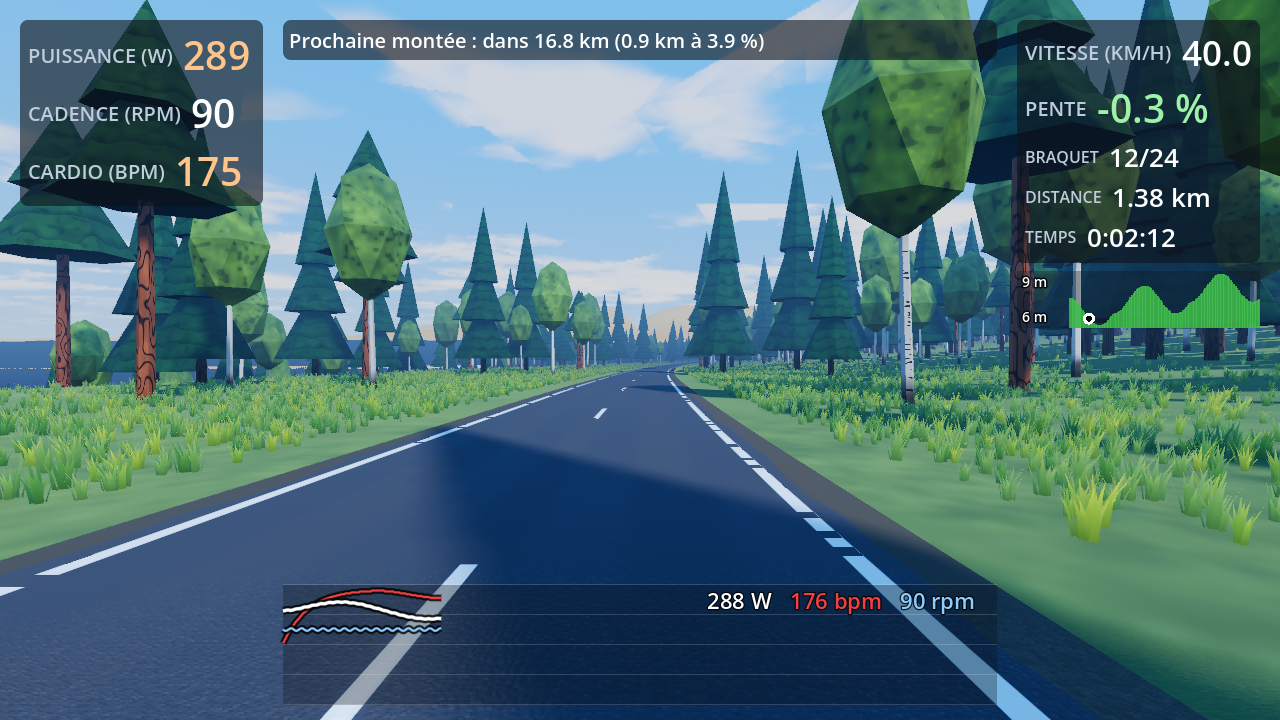 PUISSANCE (W) 289
CADENCE (RPM) 90
CARDIO (BPM) 175
Prochaine montée : dans 16.8 km (0.9 km à 3.9 %)
VITESSE (KM/H) 40.0
PENTE -0.3 %
BRAQUET 12/24
DISTANCE 1.38 km
TEMPS 0:02:12
9 m
6 m
288 W 176 bpm 90 rpm